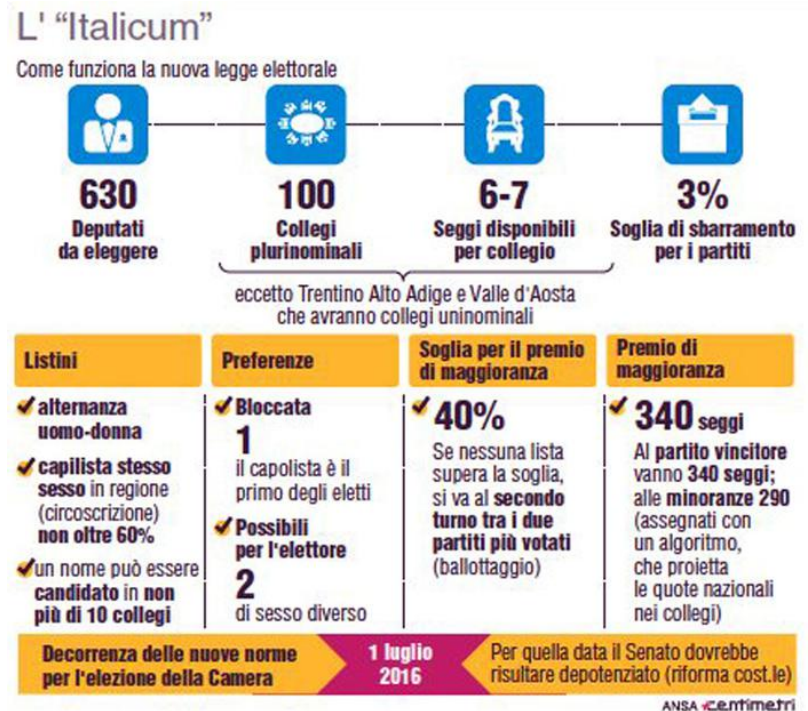 L' “Italicum”
Come funziona la nuova legge elettorale
630
Deputati
da eleggere
100
Collegi
plurinominali
6-7
Seggi disponibili
per collegio
3%
Soglia di sbarramento
per i partiti
eccetto Trentino Alto Adige e Valle d'Aosta
che avranno collegi uninominali
Listini
alternanza
uomo-donna
capilista stesso
sesso in regione
(circoscrizione)
non oltre 60%
un nome può essere
candidato in non
più di 10 collegi
Preferenze
Bloccata
1
il capolista è il
primo degli eletti
Possibili
per l'elettore
2
di sesso diverso
Soglia per il premio
di maggioranza
40%
Se nessuna lista
supera la soglia,
si va al secondo
turno tra i due
partiti più votati
(ballottaggio)
Premio di
maggioranza
340 seggi
Al partito vincitore
vanno 340 seggi;
alle minoranze 290
(assegnati con
un algoritmo,
che proietta
le quote nazionali
nei collegi)
Decorrenza delle nuove norme
per l'elezione della Camera
1 luglio
2016
Per quella data il Senato dovrebbe
risultare depotenziato (riforma cost.le)
ANSA centimetri